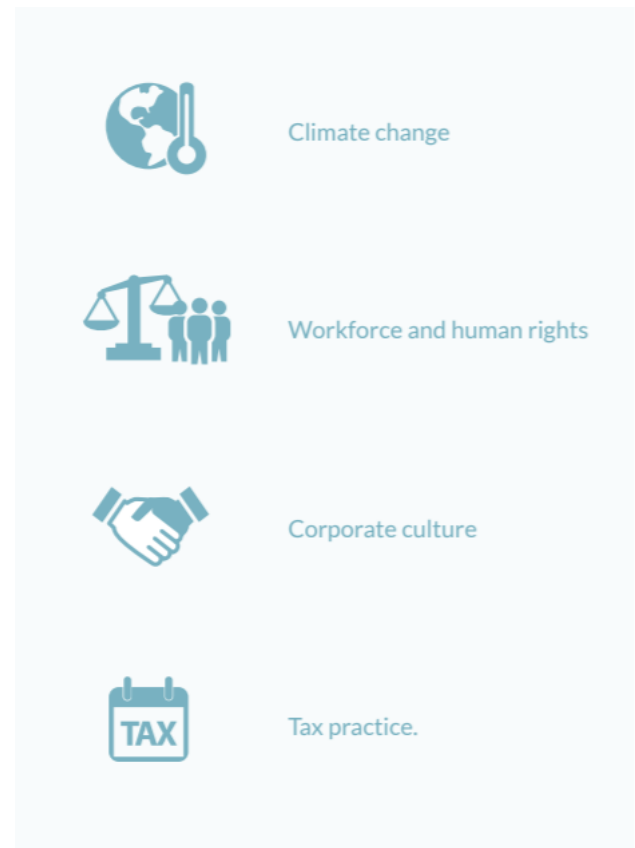 Climate change
Workforce and human rights
Corporate culture
TAX
Tax practice.